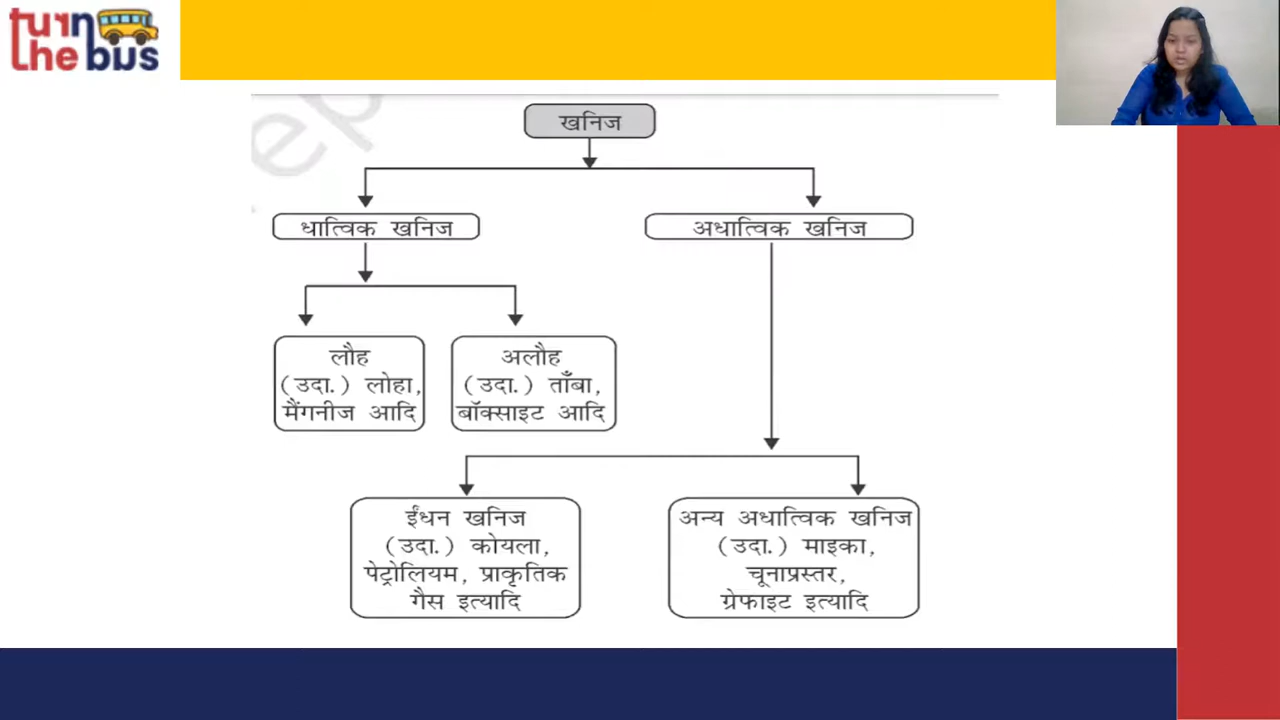 turn
the bus
खनिज
धात्विक खनिज
अधात्विक खनिज
लौह
(उदा.) लोहा,
मैंगनीज आदि
अलौह
(उदा.) ताँबा,
बॉक्साइट आदि
ईंधन खनिज
(उदा.) कोयला,
पेट्रोलियम, प्राकृतिक
गैस इत्यादि
अन्य अधात्विक खनिज
(उदा.) माइका,
चूनाप्रस्तर,
ग्रेफाइट इत्यादि